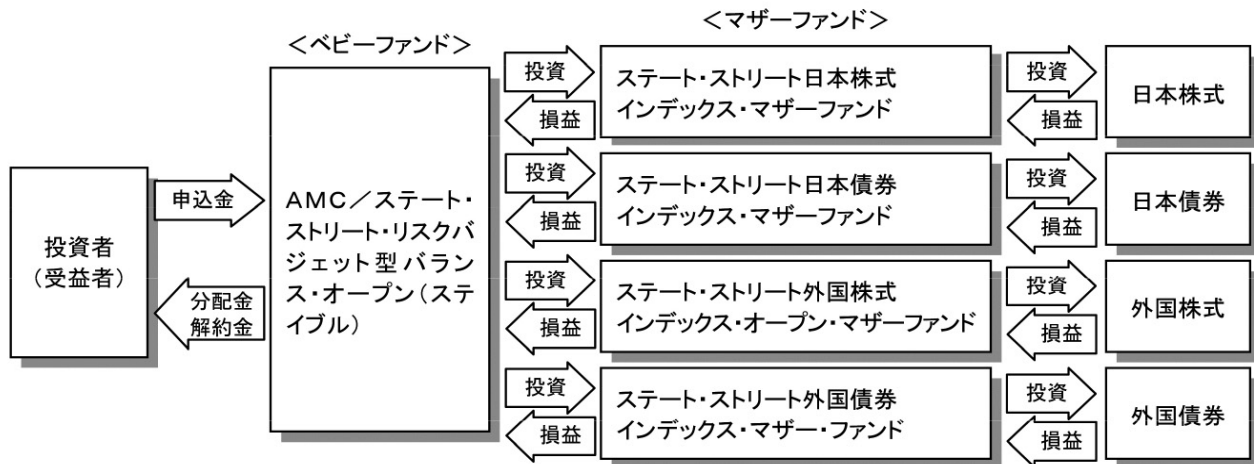 <マザーファンド>
<ベビーファンド>
投資者
(受益者)
申込金
分配金
解約金
AMC/ステート・
ストリート・リスクバ
ジェット型バラン
ス・オープン(ステ
イブル)
投資
損益
ステート・ストリート日本株式
インデックス・マザーファンド
投資
損益
日本株式
投資
損益
ステート・ストリート日本債券
インデックス・マザーファンド
投資
損益
日本債券
投資
損益
ステート・ストリート外国株式
インデックス・オープン・マザーファンド
投資
損益
外国株式
投資
損益
ステート・ストリート外国債券
インデックス・マザー・ファンド
投資
損益
外国債券